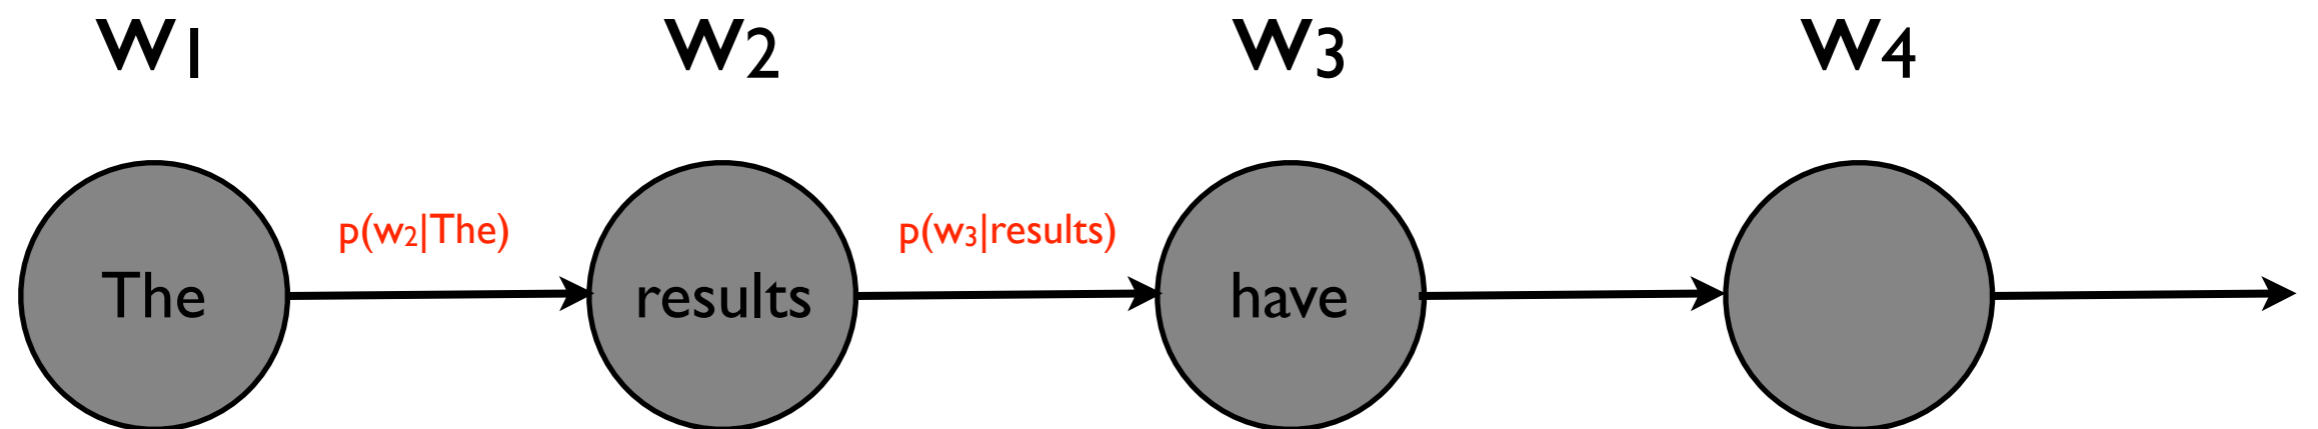 w1 w2 w3 w4
p(w2|The) p(w3|results)
The results have